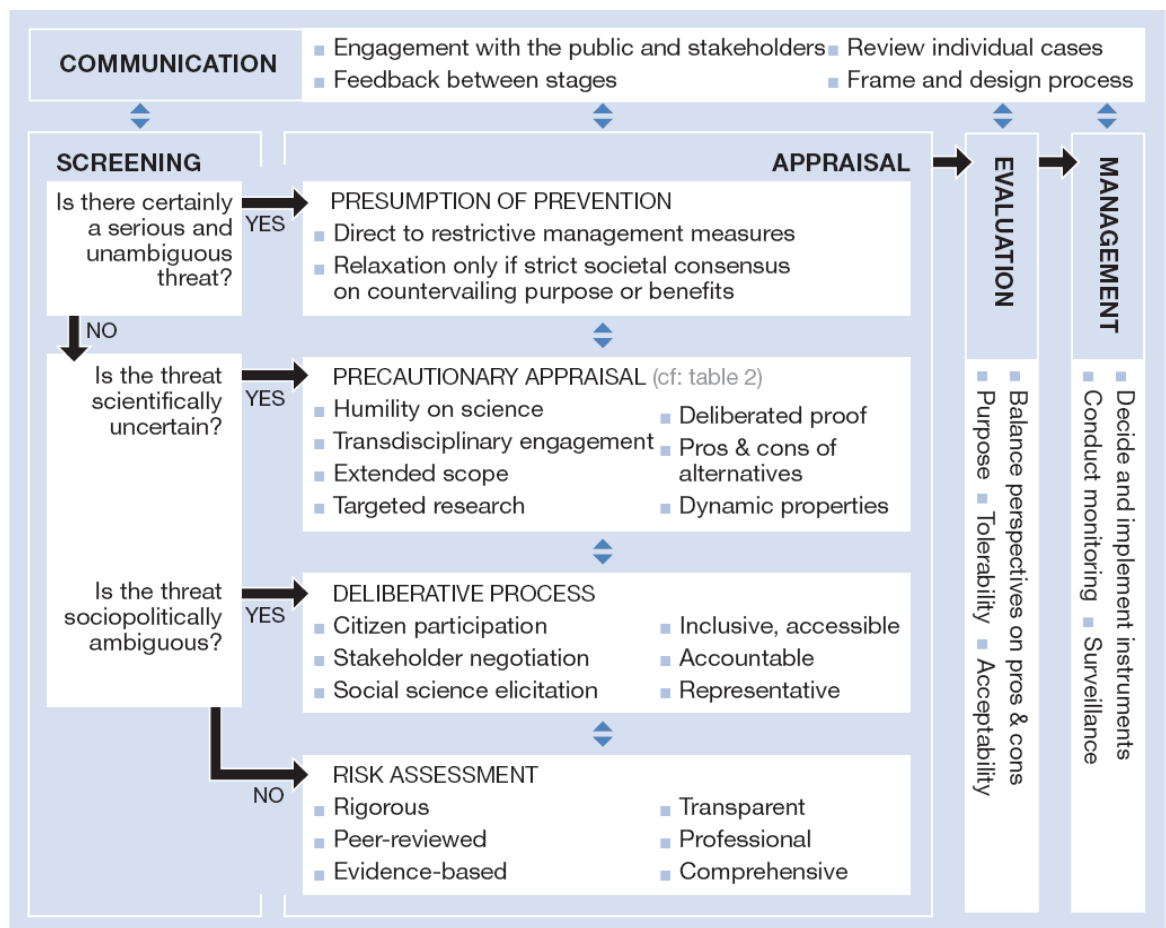 COMMUNICATION
▪ Engagement with the public and stakeholders
▪ Feedback between stages
▪ Review individual cases
▪ Frame and design process
SCREENING
Is there certainly
a serious and
unambiguous
threat?
YES
NO
Is the threat
scientifically
uncertain?
YES
Is the threat
sociopolitically
ambiguous?
YES
NO
APPRAISAL
PRESUMPTION OF PREVENTION
▪ Direct to restrictive management measures
▪ Relaxation only if strict societal consensus
on countervailing purpose or benefits
PRECAUTIONARY APPRAISAL (cf: table 2)
▪ Humility on science
▪ Transdisciplinary engagement
▪ Extended scope
▪ Targeted research
▪ Deliberated proof
▪ Pros & cons of
alternatives
▪ Dynamic properties
DELIBERATIVE PROCESS
▪ Citizen participation
▪ Stakeholder negotiation
▪ Social science elicitation
▪ Inclusive, accessible
▪ Accountable
▪ Representative
RISK ASSESSMENT
▪ Rigorous
▪ Peer-reviewed
▪ Evidence-based
▪ Transparent
▪ Professional
▪ Comprehensive
EVALUATION
▪ Balance perspectives on pros & cons
▪ Purpose ▪ Tolerability ▪ Acceptability
MANAGEMENT
▪ Decide and implement instruments
▪ Conduct monitoring ▪ Surveillance